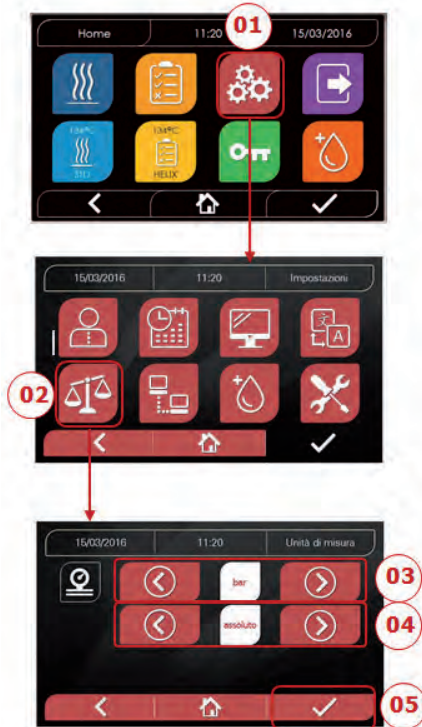 Home 11:20 15/03/2016
01
134°C 134°C
STD HELIX
15/03/2016 11:20 Impostazioni
文 A
02
15/03/2016 11:20 Unità di misura
bar
03
assoluto
04
05